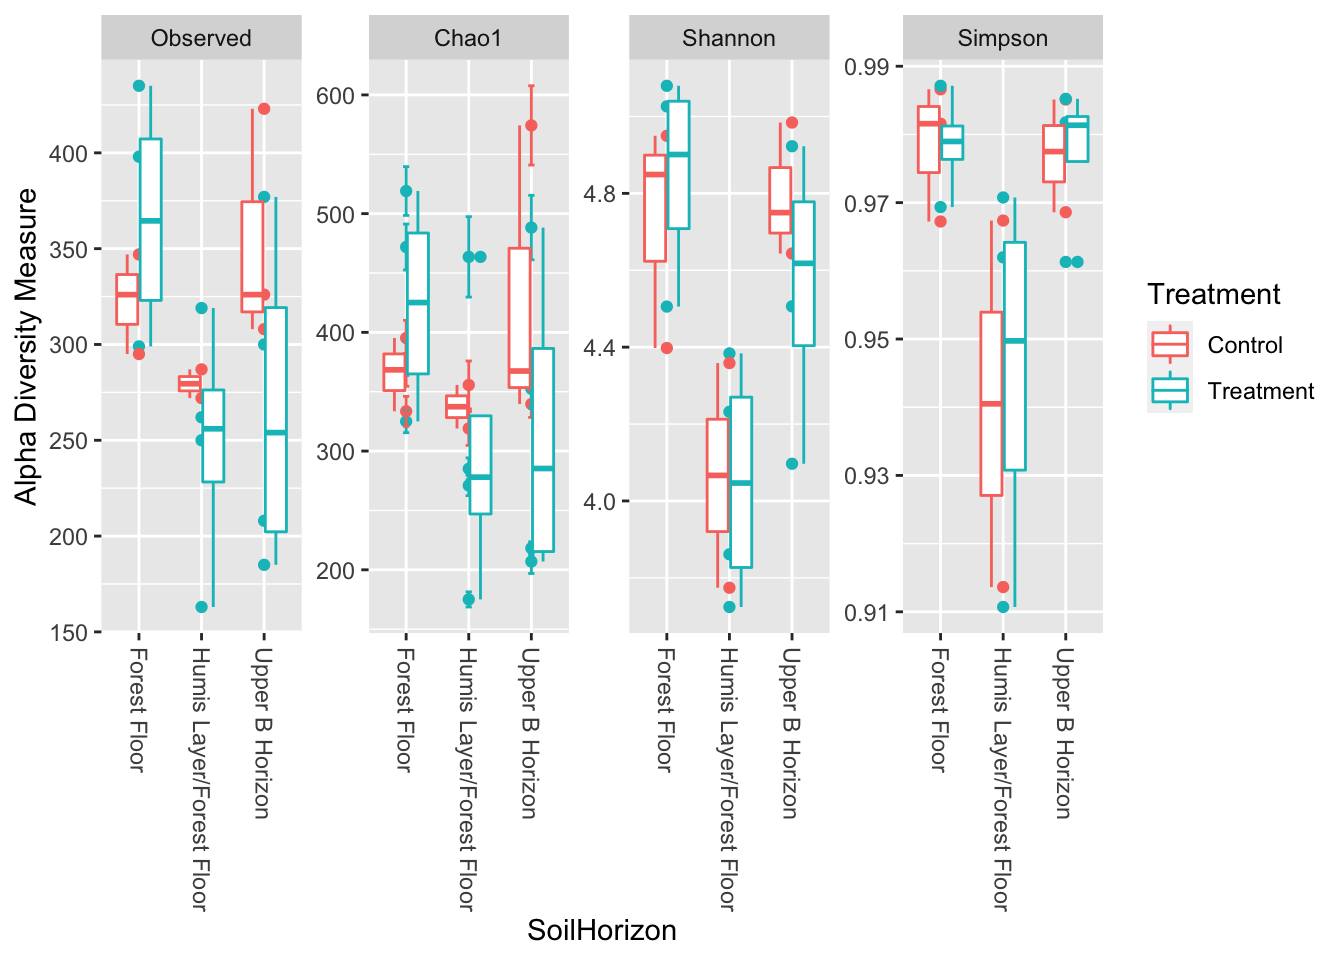 Observed
Chao1
Shannon
Simpson
Alpha Diversity Measure
400
350
300
250
200
150
600
500
400
300
200
4.8
4.4
4.0
0.99
0.97
0.95
0.93
0.91
Forest Floor
Humis Layer/Forest Floor
Upper B Horizon
Forest Floor
Humis Layer/Forest Floor
Upper B Horizon
Forest Floor
Humis Layer/Forest Floor
Upper B Horizon
Forest Floor
Humis Layer/Forest Floor
Upper B Horizon
SoilHorizon
Treatment
Control
Treatment